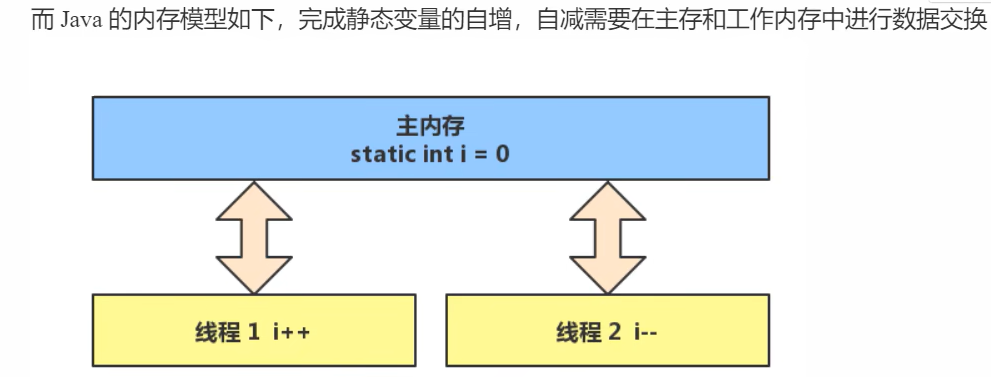 而 Java 的内存模型如下，完成静态变量的自增，自减需要在主存和工作内存中进行数据交换
主内存
static int i = 0
线程 1 i++
线程 2 i--